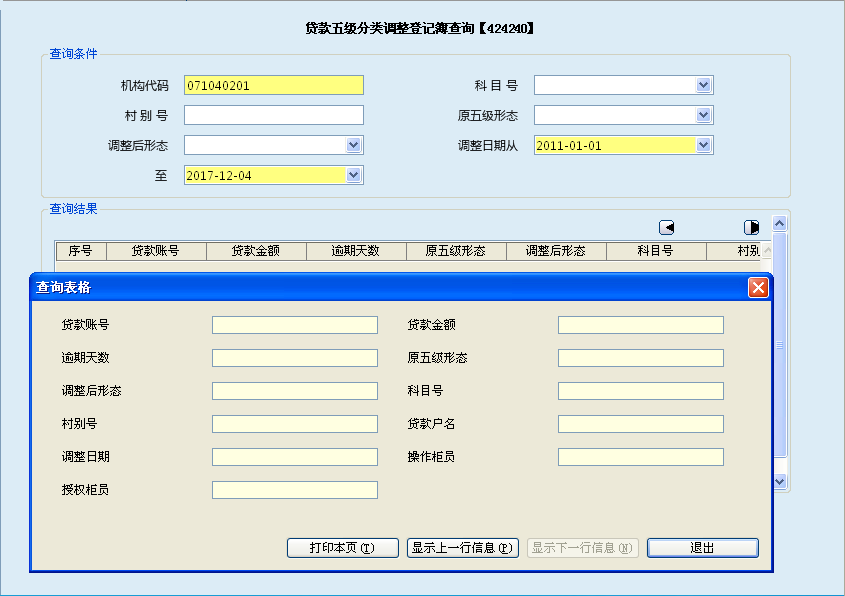 贷款五级分类调整登记簿查询【424240】
查询条件
机构代码 071040201 科目号
村别号 原五级形态
调整后形态 调整日期从 2011-01-01
至 2017-12-04
查询结果
序号 贷款账号 贷款金额 逾期天数 原五级形态 调整后形态 科目号 村别
查询表格
贷款账号 贷款金额
逾期天数 原五级形态
调整后形态 科目号
村别号 贷款户名
调整日期 操作柜员
授权柜员
打印本页(T) 显示上一行信息(P) 显示下一行信息(N) 退出